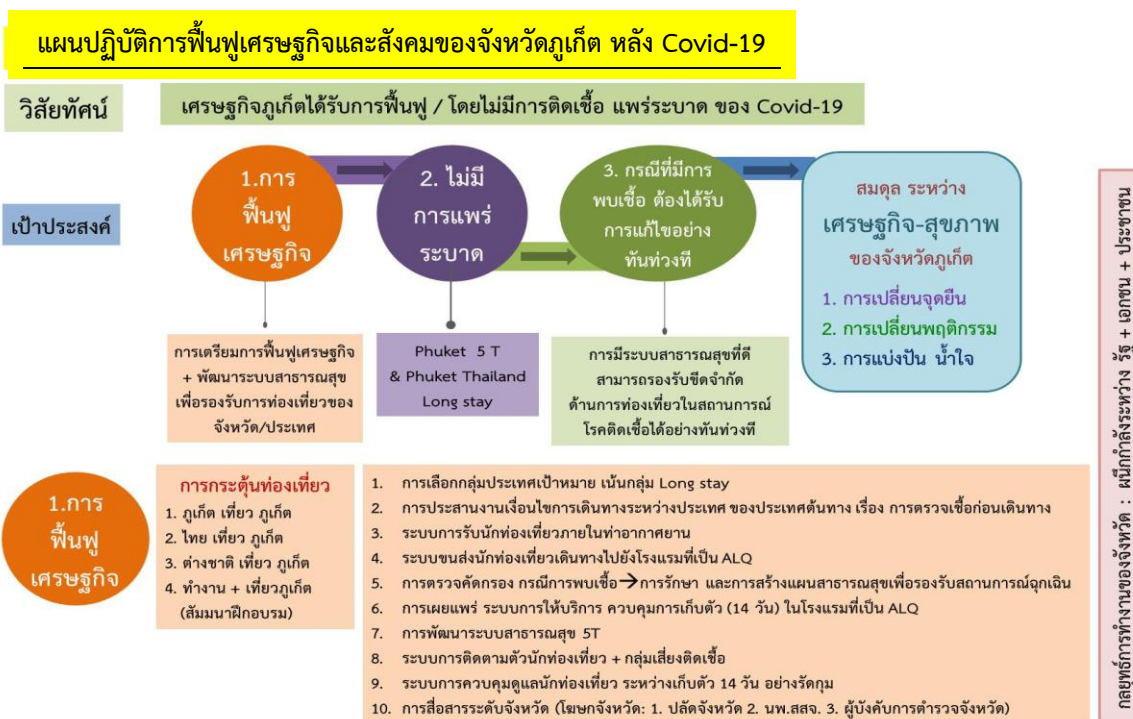 แผนปฏิบัติการฟื้นฟูเศรษฐกิจและสังคมของจังหวัดภูเก็ต หลัง Covid-19
วิสัยทัศน์
เศรษฐกิจภูเก็ตได้รับการฟื้นฟู / โดยไม่มีการติดเชื้อ แพร่ระบาด ของ Covid-19
เป้าประสงค์
1.การ
ฟื้นฟู
เศรษฐกิจ
2. ไม่มี
การแพร่
ระบาด
3. กรณีที่มีการ
พบเชื้อ ต้องได้รับ
การแก้ไขอย่าง
ทันท่วงที
สมดุล ระหว่าง
เศรษฐกิจ-สุขภาพ
ของจังหวัดภูเก็ต
1. การเปลี่ยนจุดยืน
2. การเปลี่ยนพฤติกรรม
3. การแบ่งปัน น้ำใจ
การเตรียมการฟื้นฟูเศรษฐกิจ
+ พัฒนาระบบสาธารณสุข
เพื่อรองรับการท่องเที่ยวของ
จังหวัด/ประเทศ
Phuket 5 T
& Phuket Thailand
Long stay
การมีระบบสาธารณสุขที่ดี
สามารถรองรับขีดจำกัด
ด้านการท่องเที่ยวในสถานการณ์
โรคติดเชื้อได้อย่างทันท่วงที
1.การ
ฟื้นฟู
เศรษฐกิจ
การกระตุ้นท่องเที่ยว
1. ภูเก็ต เที่ยว ภูเก็ต
2. ไทย เที่ยว ภูเก็ต
3. ต่างชาติ เที่ยว ภูเก็ต
4. ทำงาน + เที่ยวภูเก็ต
(สัมมนาฝึกอบรม)
1. การเลือกกลุ่มประเทศเป้าหมาย เน้นกลุ่ม Long stay
2. การประสานงานเงื่อนไขการเดินทางระหว่างประเทศ ของประเทศต้นทาง เรื่อง การตรวจเชื้อก่อนเดินทาง
3. ระบบการรับนักท่องเที่ยวภายในท่าอากาศยาน
4. ระบบขนส่งนักท่องเที่ยวเดินทางไปยังโรงแรมที่เป็น ALQ
5. การตรวจคัดกรอง กรณีการพบเชื้อ→การรักษา และการสร้างแผนสาธารณสุขเพื่อรองรับสถานการณ์ฉุกเฉิน
6. การเผยแพร่ ระบบการให้บริการ ควบคุมการเก็บตัว (14 วัน) ในโรงแรมที่เป็น ALQ
7. การพัฒนาระบบสาธารณสุข 5T
8. ระบบการติดตามตัวนักท่องเที่ยว + กลุ่มเสี่ยงติดเชื้อ
9. ระบบการควบคุมดูแลนักท่องเที่ยว ระหว่างเก็บตัว 14 วัน อย่างรัดกุม
10. การสื่อสารระดับจังหวัด (โฆษกจังหวัด: 1. ปลัดจังหวัด 2. นพ.สสจ. 3. ผู้บังคับการตำรวจจังหวัด)
กลยุทธ์การทำงานของจังหวัด : ผนึกกำลังระหว่าง รัฐ + เอกชน + ประชาชน